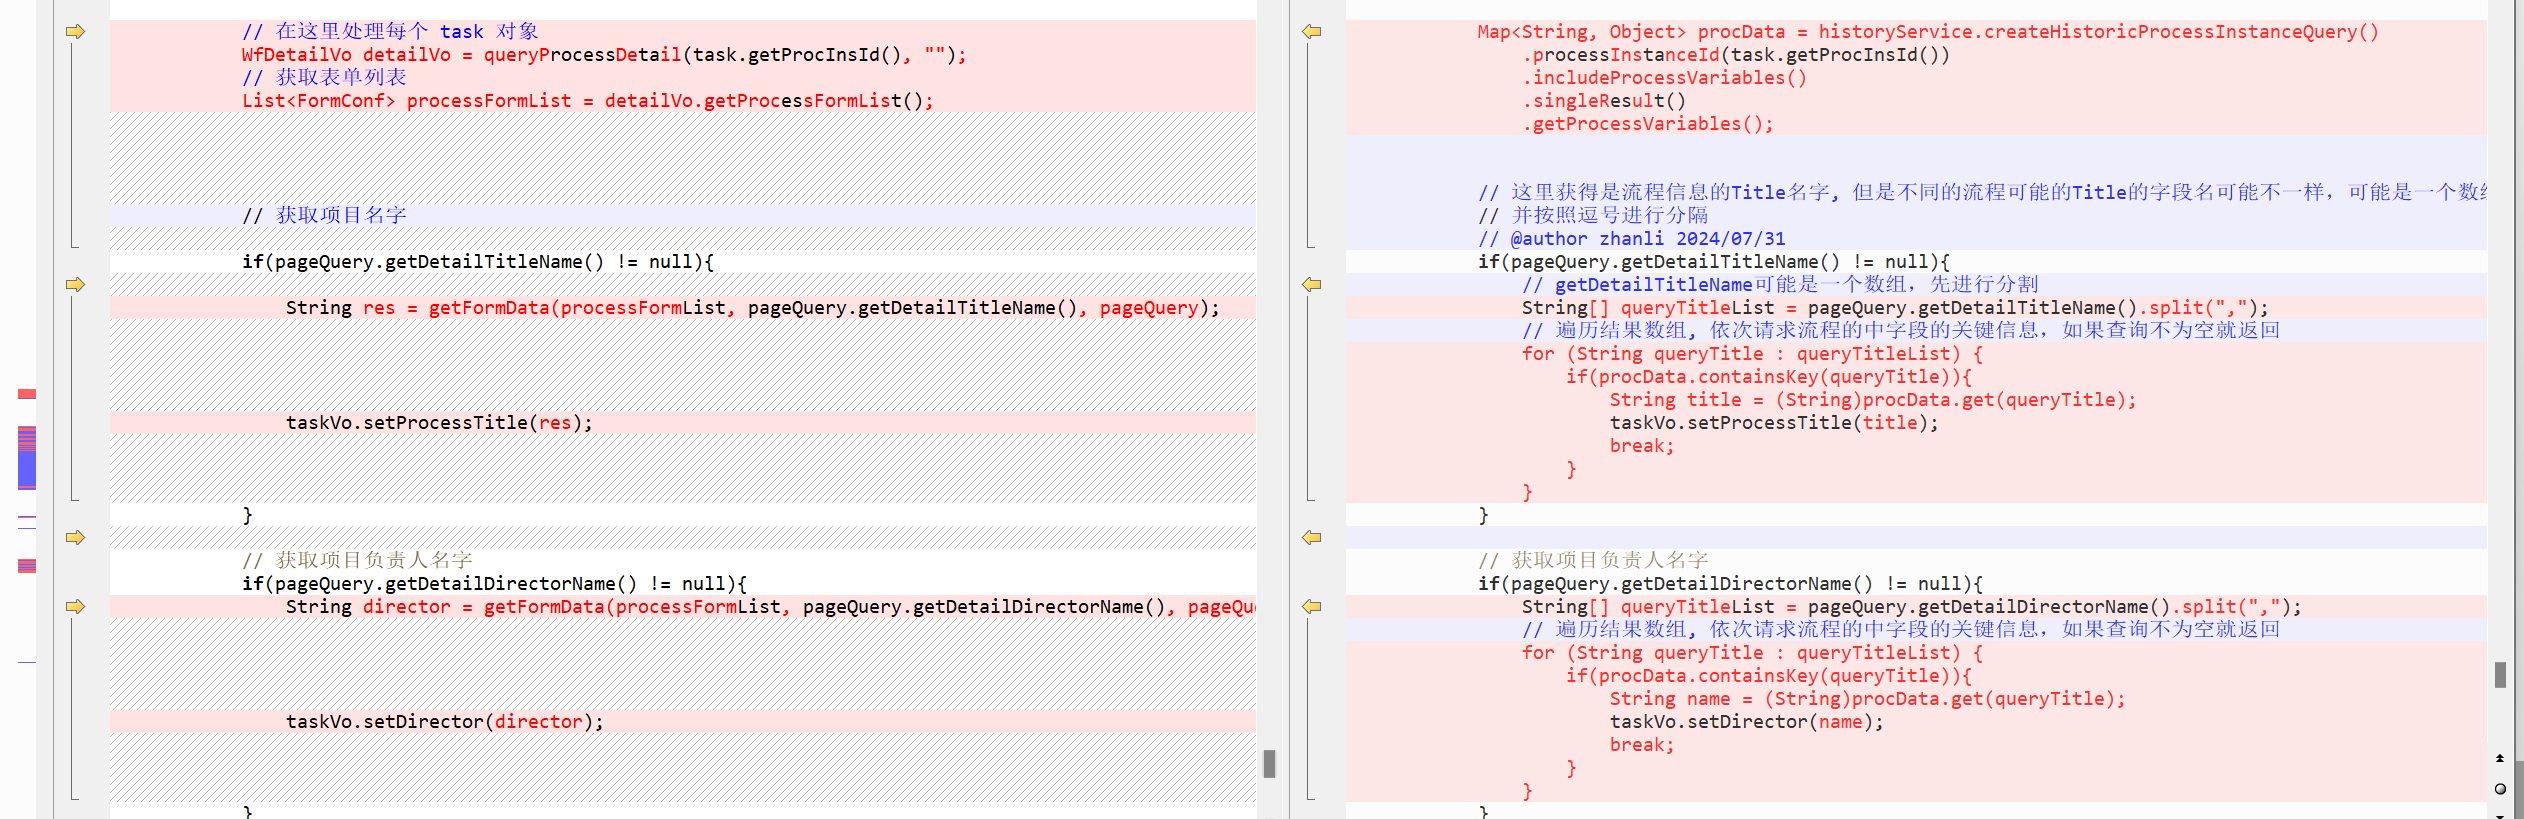 // 在这里处理每个 task 对象
WfDetailVo detailVo = queryProcessDetail(task.getProcInsId(), "");
// 获取表单列表
List<FormConf> processFormList = detailVo.getProcessFormList();
// 获取项目名字
if(pageQuery.getDetailTitleName() != null){
String res = getFormData(processFormList, pageQuery.getDetailTitleName(), pageQuery);
taskVo.setProcessTitle(res);
}
// 获取项目负责人名字
if(pageQuery.getDetailDirectorName() != null){
String director = getFormData(processFormList, pageQuery.getDetailDirectorName(), pageQu
taskVo.setDirector(director);
}
Map<String, Object> procData = historyService.createHistoricProcessInstanceQuery()
.processInstanceId(task.getProcInsId())
.includeProcessVariables()
.singleResult()
.getProcessVariables();
// 这里获得是流程信息的Title名字, 但是不同的流程可能的Title的字段名可能不一样, 可能是一个数
// 并按照逗号进行分隔
// @author zhanli 2024/07/31
if(pageQuery.getDetailTitleName() != null){
// getDetailTitleName可能是一个数组, 先进行分割
String[] queryTitleList = pageQuery.getDetailTitleName().split(",");
// 遍历结果数组, 依次请求流程的中字段的关键信息, 如果查询不为空就返回
for (String queryTitle : queryTitleList) {
if(procData.containsKey(queryTitle)){
String title = (String)procData.get(queryTitle);
taskVo.setProcessTitle(title);
break;
}
}
}
// 获取项目负责人名字
if(pageQuery.getDetailDirectorName() != null){
String[] queryTitleList = pageQuery.getDetailDirectorName().split(",");
// 遍历结果数组, 依次请求流程的中字段的关键信息, 如果查询不为空就返回
for (String queryTitle : queryTitleList) {
if(procData.containsKey(queryTitle)){
String name = (String)procData.get(queryTitle);
taskVo.setDirector(name);
break;
}
}
}